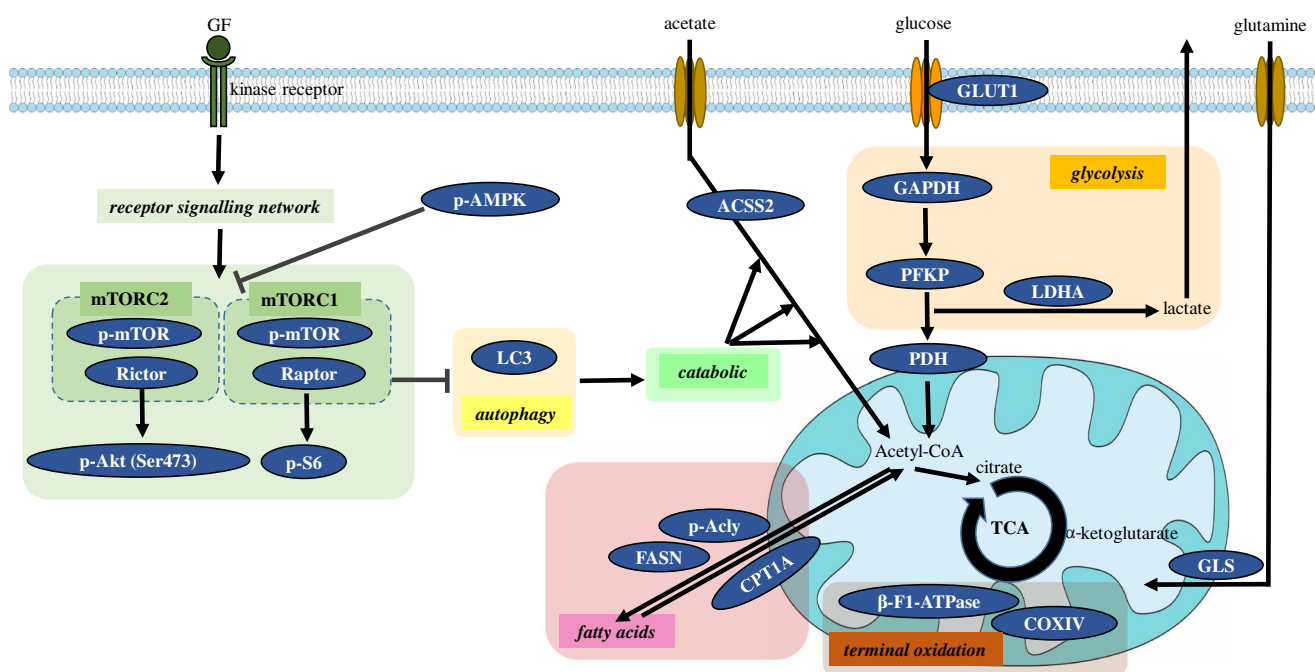 GF
acetate
glucose
glutamine
kinase receptor
GLUT1
glycolysis
receptor signalling network
p-AMPK
ACSS2
GAPDH
PFKP
LDHA
lactate
mTORC2
mTORC1
p-mTOR
p-mTOR
Rictor
Raptor
LC3
autophagy
catabolic
PDH
p-Akt (Ser473)
p-S6
Acetyl-CoA
citrate
TCA
α-ketoglutarate
p-Acly
FASN
CPT1A
GLS
β-F1-ATPase
COXIV
fatty acids
terminal oxidation